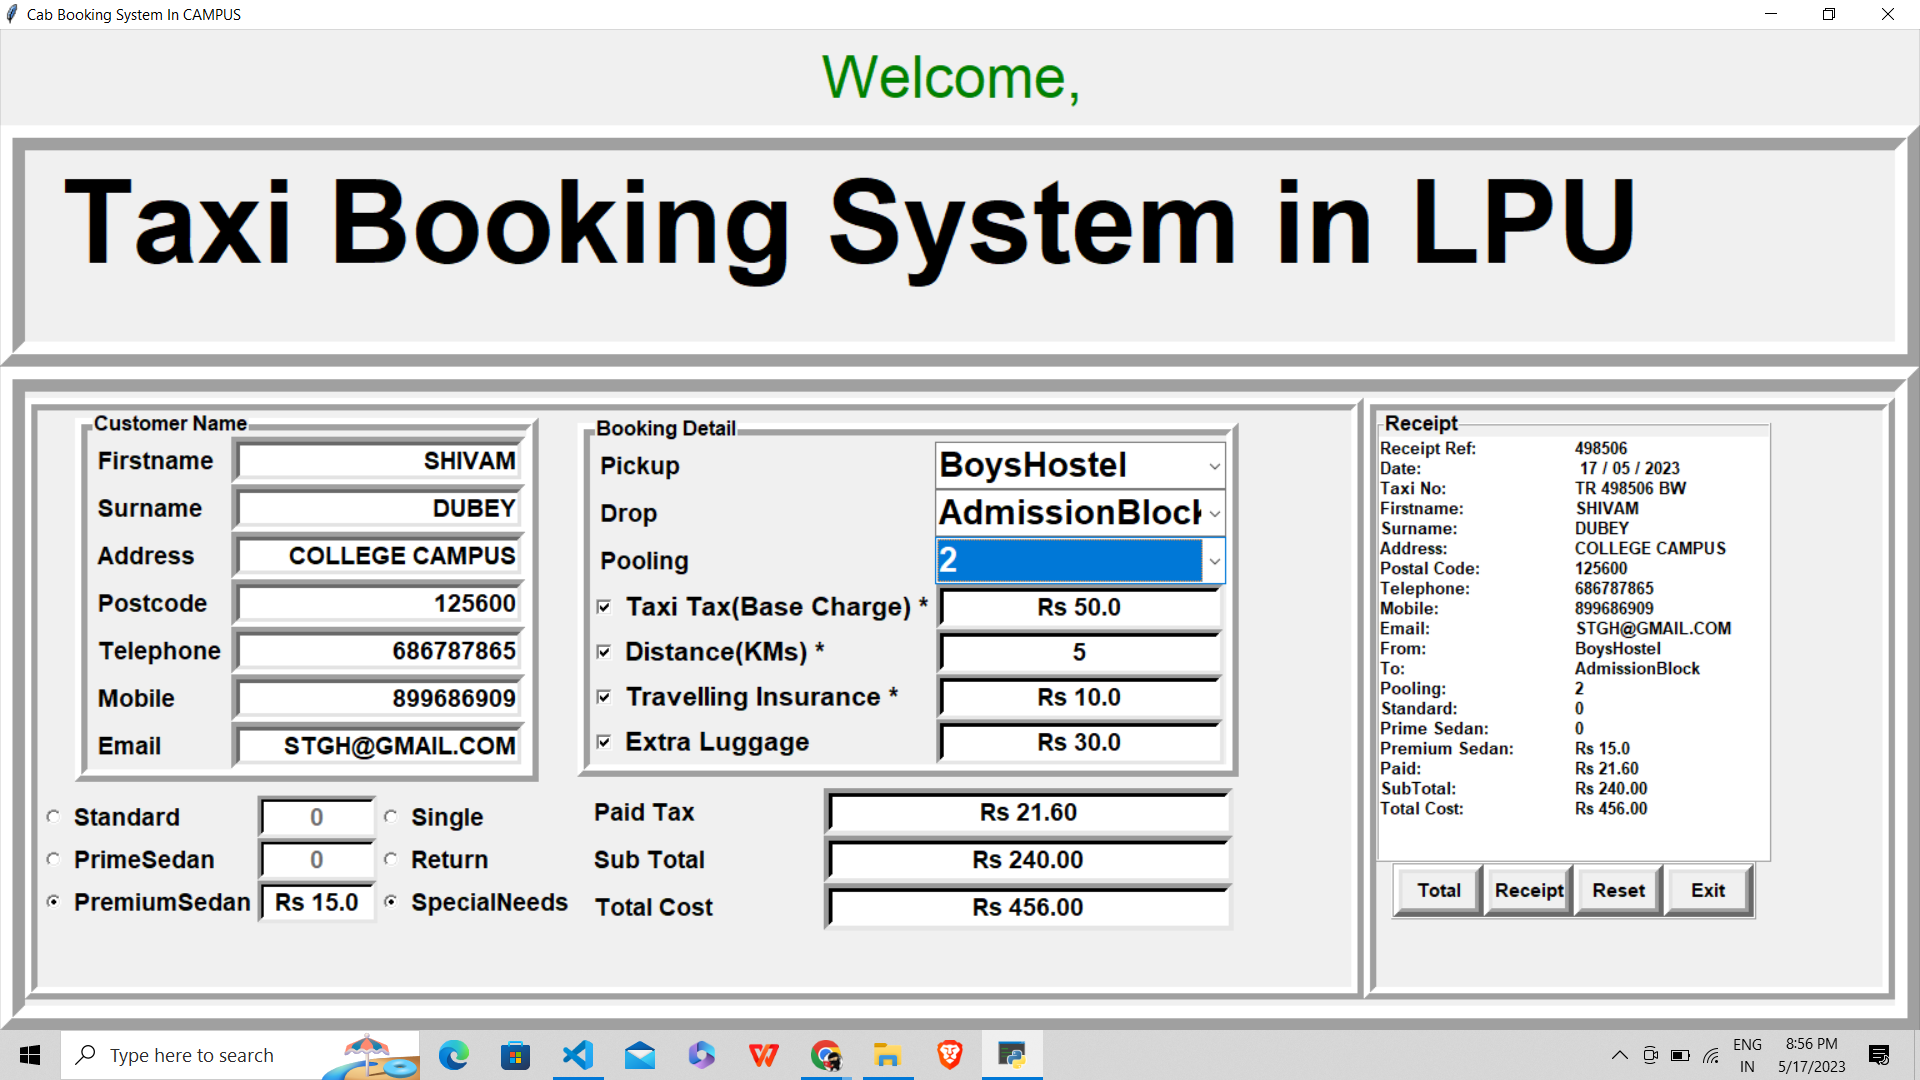 Cab Booking System In CAMPUS
Welcome,
Taxi Booking System in LPU
Customer Name
Firstname SHIVAM
Surname DUBEY
Address COLLEGE CAMPUS
Postcode 125600
Telephone 686787865
Mobile 899686909
Email STGH@GMAIL.COM
Booking Detail
Pickup BoysHostel
Drop AdmissionBlock
Pooling 2
Taxi Tax(Base Charge) * Rs 50.0
Distance(KMs) * 5
Travelling Insurance * Rs 10.0
Extra Luggage Rs 30.0
Standard 0 Single
PrimeSedan 0 Return
PremiumSedan Rs 15.0 SpecialNeeds
Paid Tax Rs 21.60
Sub Total Rs 240.00
Total Cost Rs 456.00
Receipt
Receipt Ref: 498506
Date: 17 / 05 / 2023
Taxi No: TR 498506 BW
Firstname: SHIVAM
Surname: DUBEY
Address: COLLEGE CAMPUS
Postal Code: 125600
Telephone: 686787865
Mobile: 899686909
Email: STGH@GMAIL.COM
From: BoysHostel
To: AdmissionBlock
Pooling: 2
Standard: 0
Prime Sedan: 0
Premium Sedan: Rs 15.0
Paid: Rs 21.60
SubTotal: Rs 240.00
Total Cost: Rs 456.00
Total Receipt Reset Exit
Type here to search
ENG
IN
8:56 PM
5/17/2023